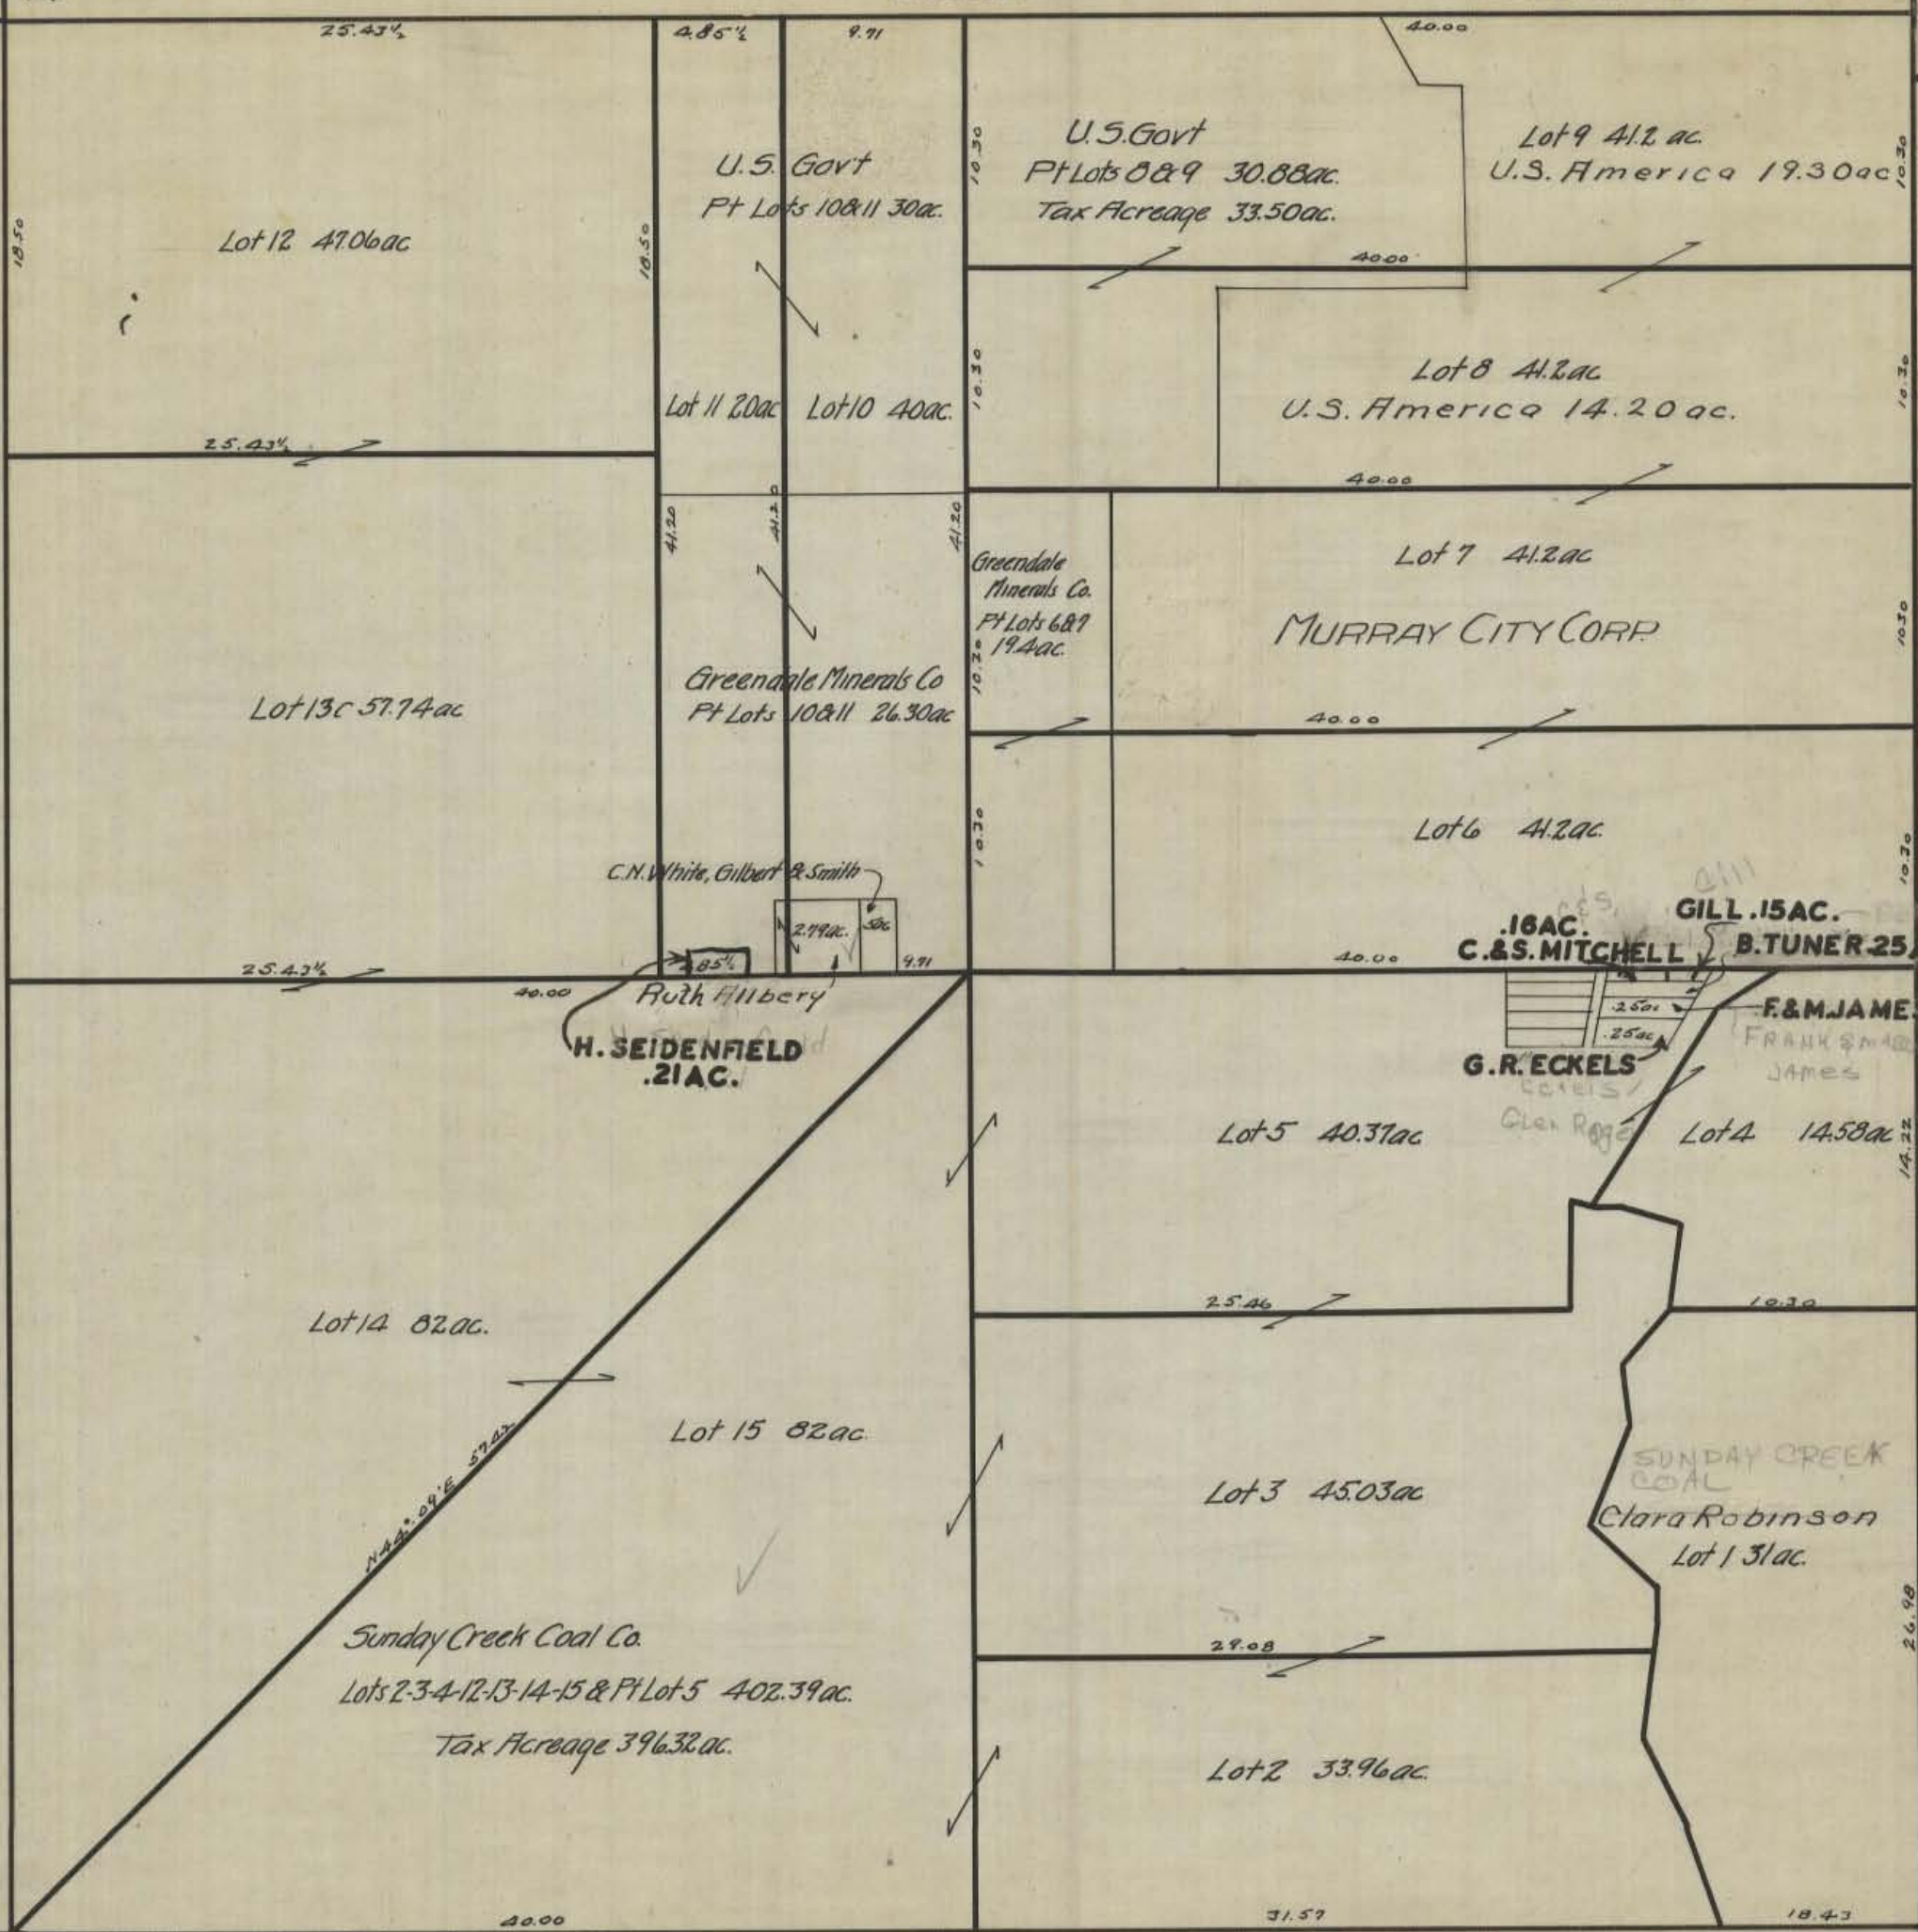 25.43½
4.85½
9.71
40.00
18.50
Lot 12 47.06ac
18.50
U.S. Govt
Pt Lots 10&11 30ac.
10.30
U.S. Govt
Pt Lots 8&9 30.88ac.
Tax Acreage 33.50ac.
Lot 9 41.2 ac.
U.S. America 19.30ac
10.30
40.00
Lot 11 20ac
Lot 10 40ac.
10.30
Lot 8 41.2ac
U.S. America 14.20 ac.
10.30
25.43½
40.00
41.20
41.20
41.20
Lot 13c 57.74ac
Greendale Minerals Co
Pt Lots 10&11 26.30ac
Greendale
Minerals Co.
Pt Lots 6&7
19.4ac.
10.20
Lot 7 41.2ac
MURRAY CITY CORP.
10.30
40.00
10.30
Lot 6 41.2ac.
10.30
C.N. White, Gilbert & Smith
2.79ac.
.50c
4.85½
9.71
25.43½
40.00
Ruth Allbery
H. SEIDENFIELD
.21AC.
Gill
C&S.
.16AC.
C.&S. MITCHELL
GILL .15AC.
B. TUNER 25
40.00
.25ac
.25ac
F.&M. JAME
FRANK &
JAMES
G.R. ECKELS
Eckels
Glen Roger
Lot 5 40.37ac
Lot 4 14.58ac
14.22
Lot 14 82ac.
25.46
10.30
N44°.09'E 57.42
Lot 15 82ac.
Lot 3 45.03ac
SUNDAY CREEK
COAL
Clara Robinson
Lot 1 31ac.
26.98
Sunday Creek Coal Co.
Lots 2-3-4-12-13-14-15 & Pt Lot 5 402.39ac.
Tax Acreage 396.32ac.
29.08
Lot 2 33.96ac.
40.00
31.57
18.43